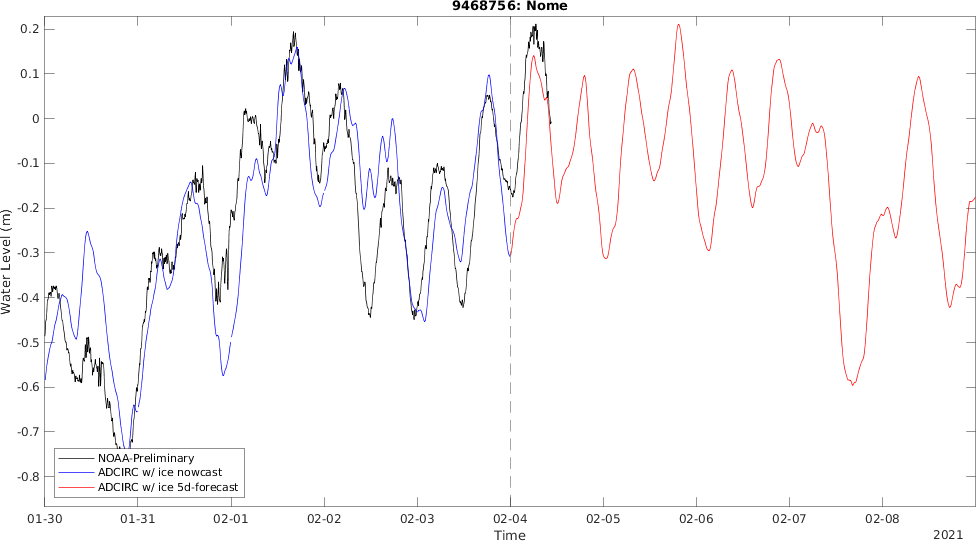 9468756: Nome
0.2
0.1
0
-0.1
-0.2
-0.3
-0.4
-0.5
-0.6
-0.7
-0.8
Water Level (m)
NOAA-Preliminary
ADCIRC w/ ice nowcast
ADCIRC w/ ice 5d-forecast
01-30 01-31 02-01 02-02 02-03 02-04 02-05 02-06 02-07 02-08
Time
2021